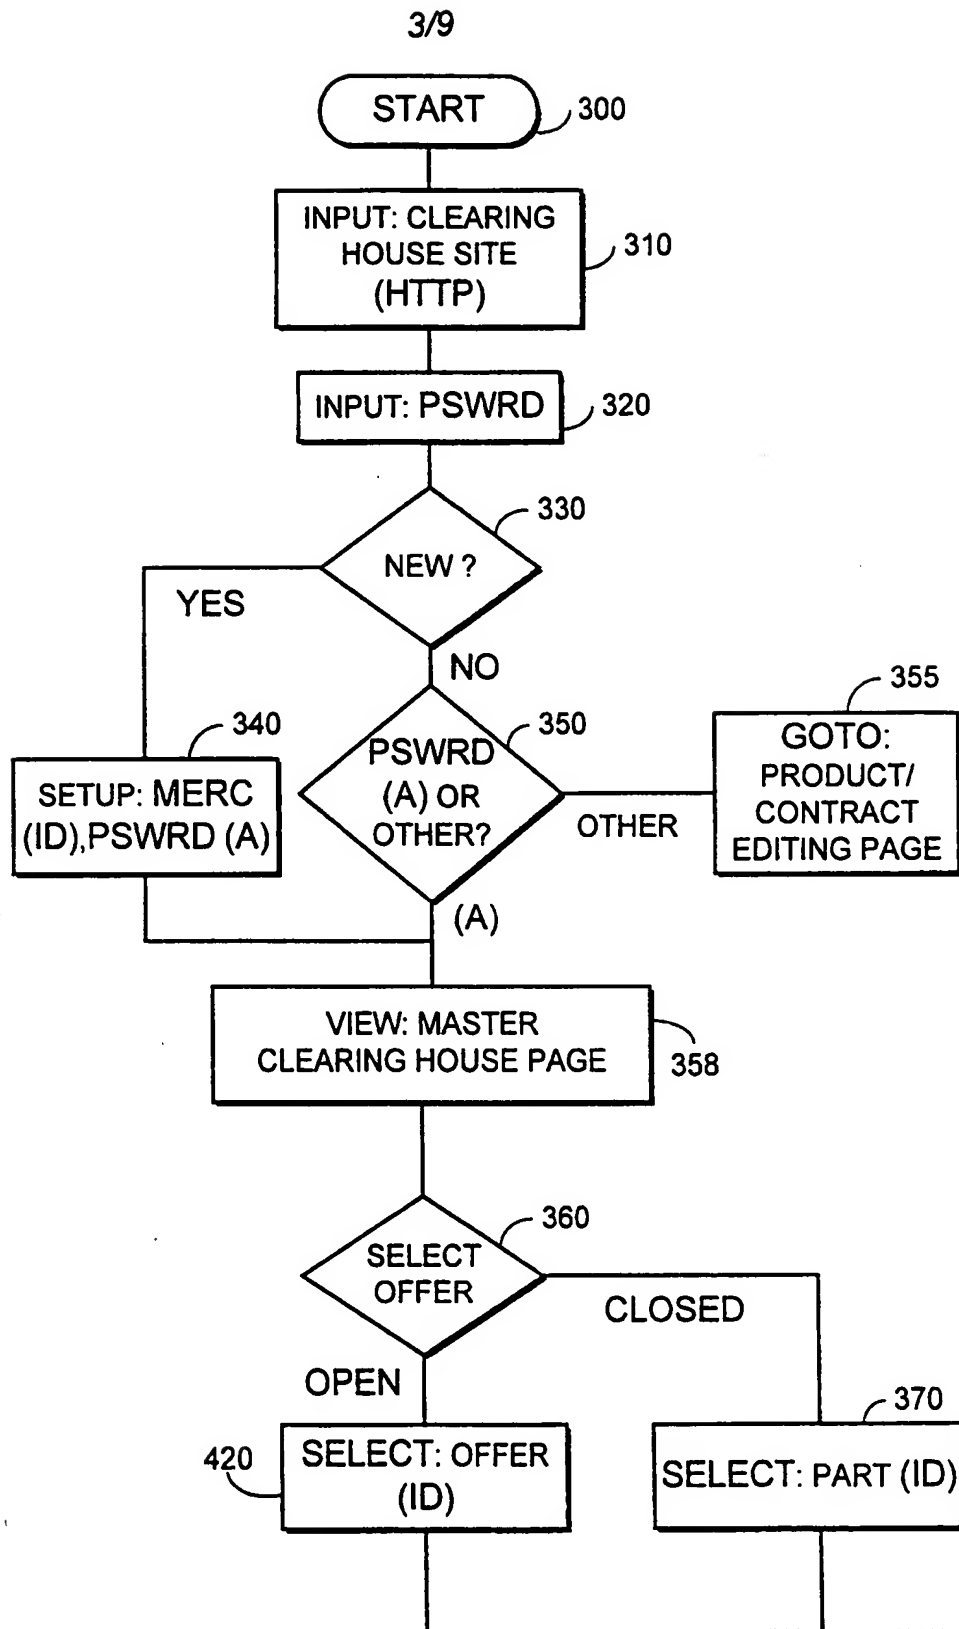 3/9
START
300
INPUT: CLEARING
HOUSE SITE
(HTTP)
310
INPUT: PSWRD
320
330
NEW ?
YES
NO
340
SETUP: MERC
(ID),PSWRD (A)
350
PSWRD
(A) OR
OTHER?
OTHER
355
GOTO:
PRODUCT/
CONTRACT
EDITING PAGE
(A)
VIEW: MASTER
CLEARING HOUSE PAGE
358
360
SELECT
OFFER
CLOSED
OPEN
420
SELECT: OFFER
(ID)
370
SELECT: PART (ID)